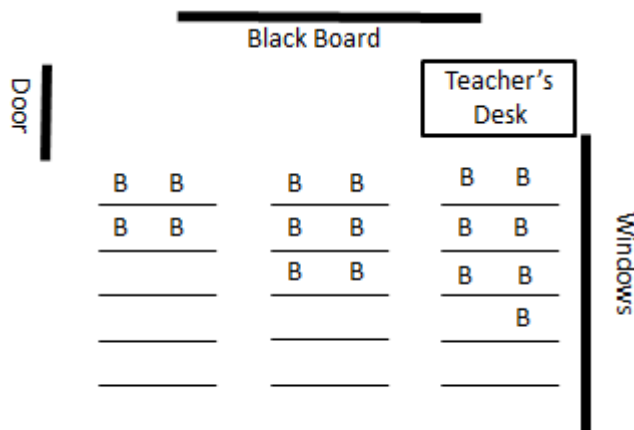 Black Board
Door
Teacher's
Desk
Windows
B B B B B B
B B B B B B
B B B B
B